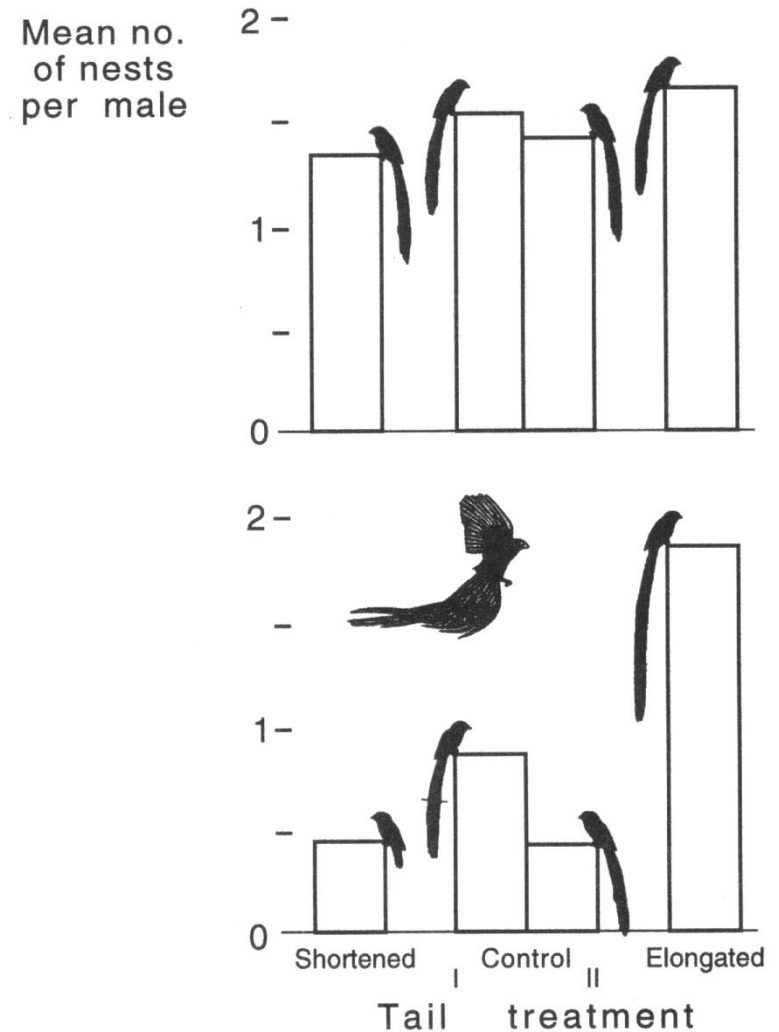 Mean no.
of nests
per male
2
1
0
2
1
0
Shortened Control Elongated
I II
Tail treatment